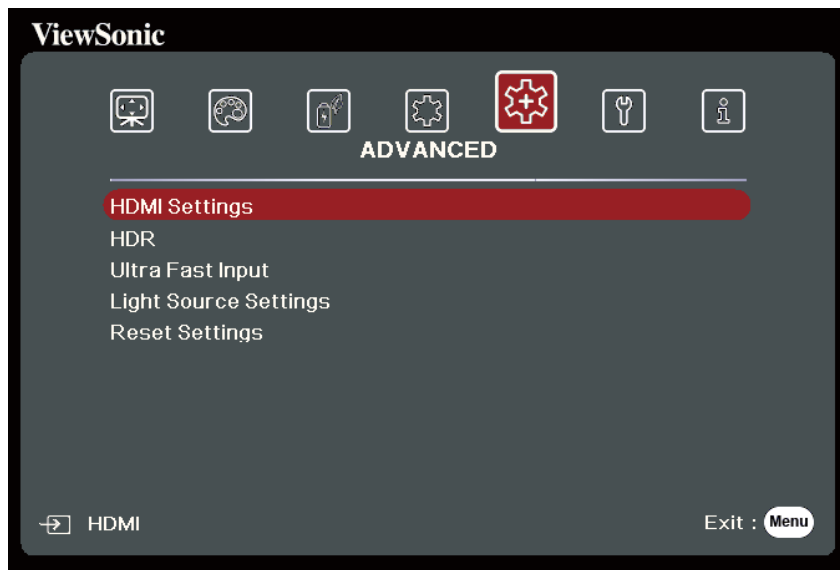 ViewSonic
ADVANCED
HDMI Settings
HDR
Ultra Fast Input
Light Source Settings
Reset Settings
HDMI
Exit : Menu